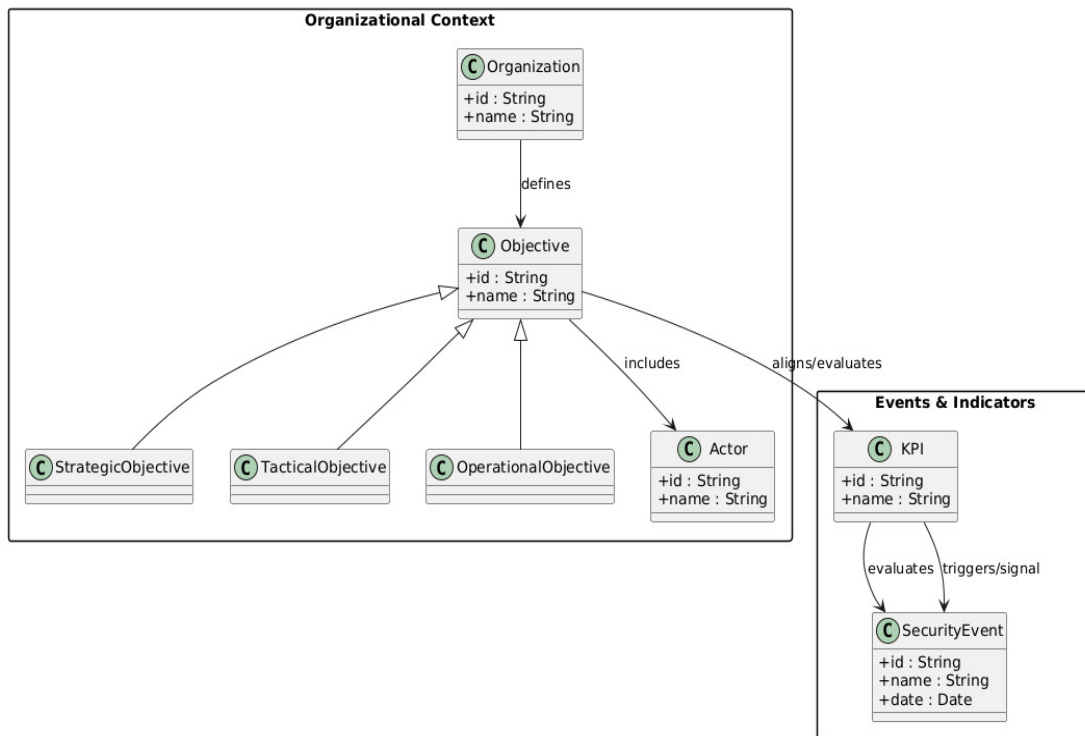 Organizational Context
C Organization
+id : String
+name : String
defines
C Objective
+id : String
+name : String
includes
aligns/evaluates
Events & Indicators
C StrategicObjective
C TacticalObjective
C OperationalObjective
C Actor
+id : String
+name : String
C KPI
+id : String
+name : String
evaluates
triggers/signal
C SecurityEvent
+id : String
+name : String
+date : Date